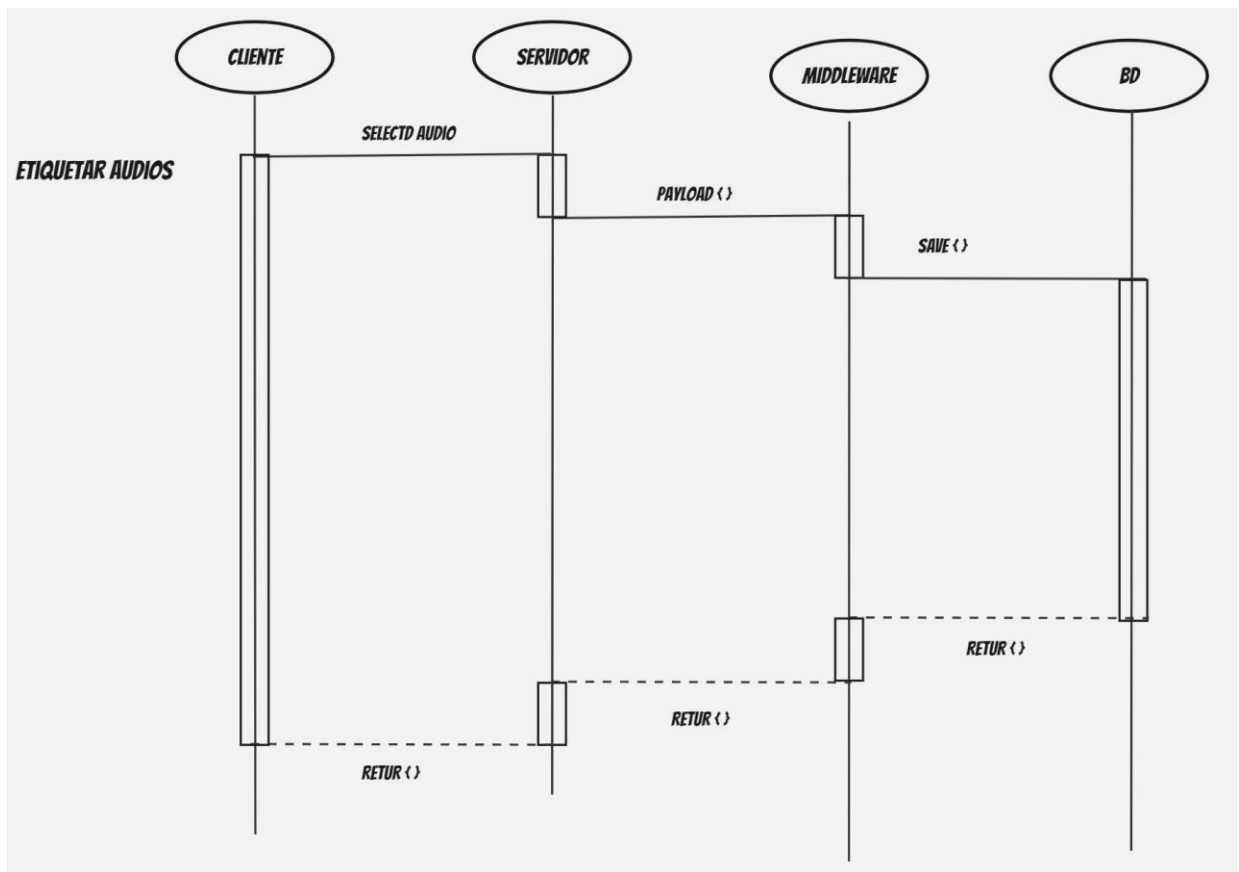 CLIENTE
SERVIDOR
MIDDLEWARE
BD
SELECTD AUDIO
ETIQUETAR AUDIOS
PAYLOAD { }
SAVE { }
RETUR { }
RETUR { }
RETUR { }